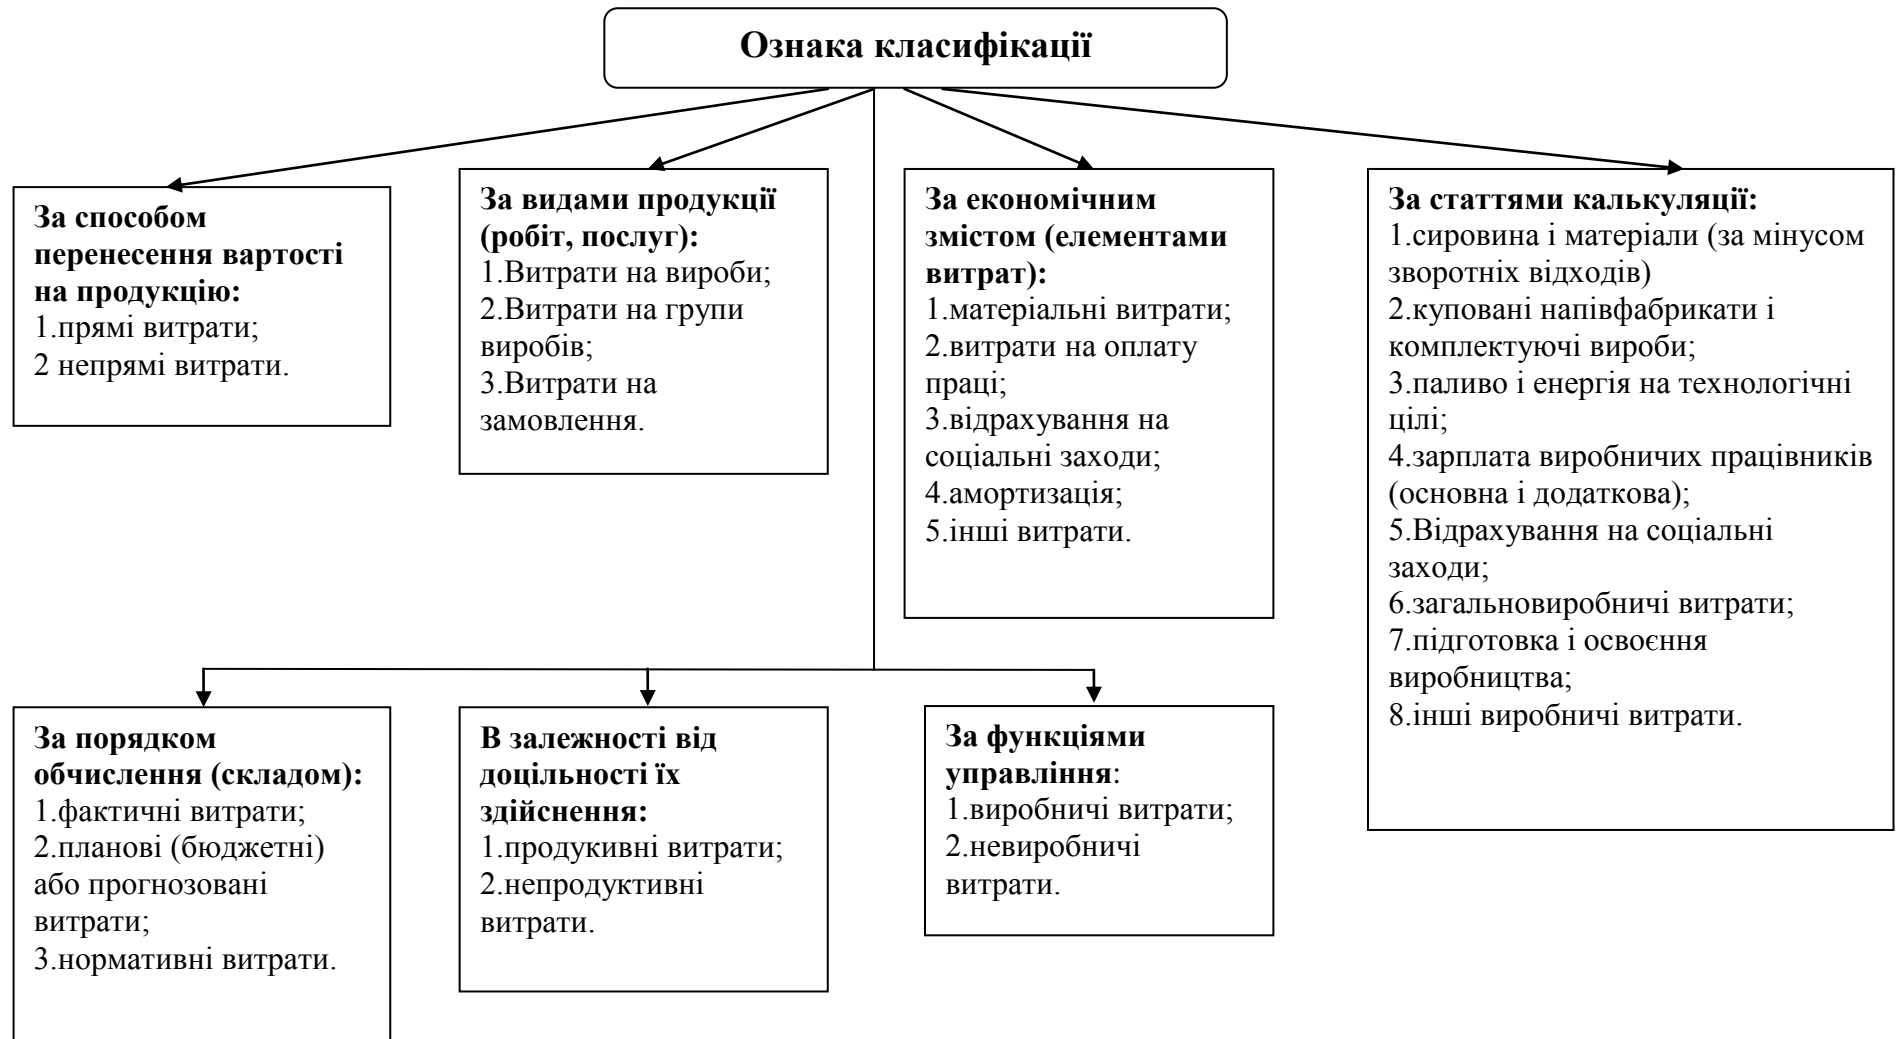 Ознака класифікації
За способом
перенесення вартості
на продукцію:
1.прямі витрати;
2 непрямі витрати.
За видами продукції
(робіт, послуг):
1.Витрати на вироби;
2.Витрати на групи
виробів;
3.Витрати на
замовлення.
За економічним
змістом (елементами
витрат):
1.матеріальні витрати;
2.витрати на оплату
праці;
3.відрахування на
соціальні заходи;
4.амортизація;
5.інші витрати.
За статтями калькуляції:
1.сировина і матеріали (за мінусом
зворотніх відходів)
2.куповані напівфабрикати і
комплектуючі вироби;
3.паливо і енергія на технологічні
цілі;
4.зарплата виробничих працівників
(основна і додаткова);
5.Відрахування на соціальні
заходи;
6.загальновиробничі витрати;
7.підготовка і освоєння
виробництва;
8.інші виробничі витрати.
За порядком
обчислення (складом):
1.фактичні витрати;
2.планові (бюджетні)
або прогнозовані
витрати;
3.нормативні витрати.
В залежності від
доцільності їх
здійснення:
1.продукивні витрати;
2.непродуктивні
витрати.
За функціями
управління:
1.виробничі витрати;
2.невиробничі
витрати.